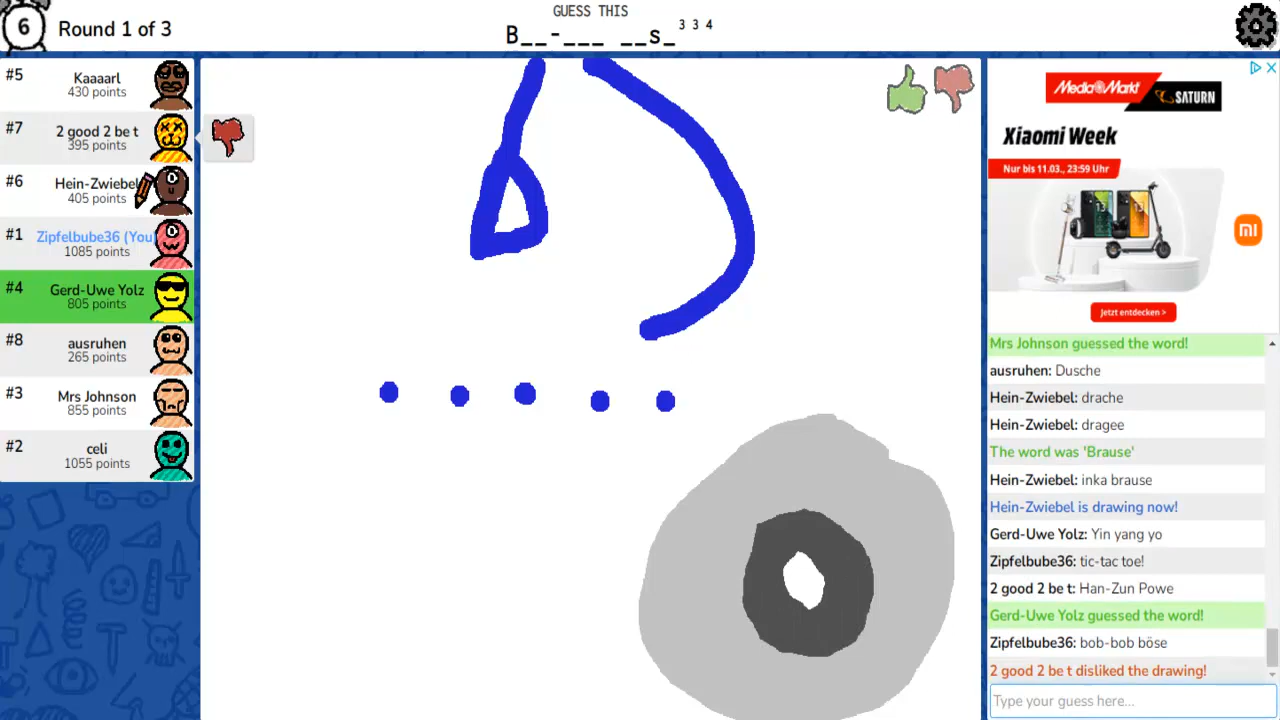 6
Round 1 of 3
GUESS THIS
B__-___ __s_ 3 3 4
#5
Kaaaarl
430 points
#7
2 good 2 be t
395 points
#6
Hein-Zwiebel
405 points
#1
Zipfelbube36 (You)
1085 points
#4
Gerd-Uwe Yolz
805 points
#8
ausruhen
265 points
#3
Mrs Johnson
855 points
#2
celi
1055 points
Media Markt
SATURN
Xiaomi Week
Nur bis 11.03., 23:59 Uhr
13
13
mi
Jetzt entdecken >
Mrs Johnson guessed the word!
ausruhen: Dusche
Hein-Zwiebel: drache
Hein-Zwiebel: dragee
The word was 'Brause'
Hein-Zwiebel: inka brause
Hein-Zwiebel is drawing now!
Gerd-Uwe Yolz: Yin yang yo
Zipfelbube36: tic-tac toe!
2 good 2 be t: Han-Zun Powe
Gerd-Uwe Yolz guessed the word!
Zipfelbube36: bob-bob böse
2 good 2 be t disliked the drawing!
Type your guess here...